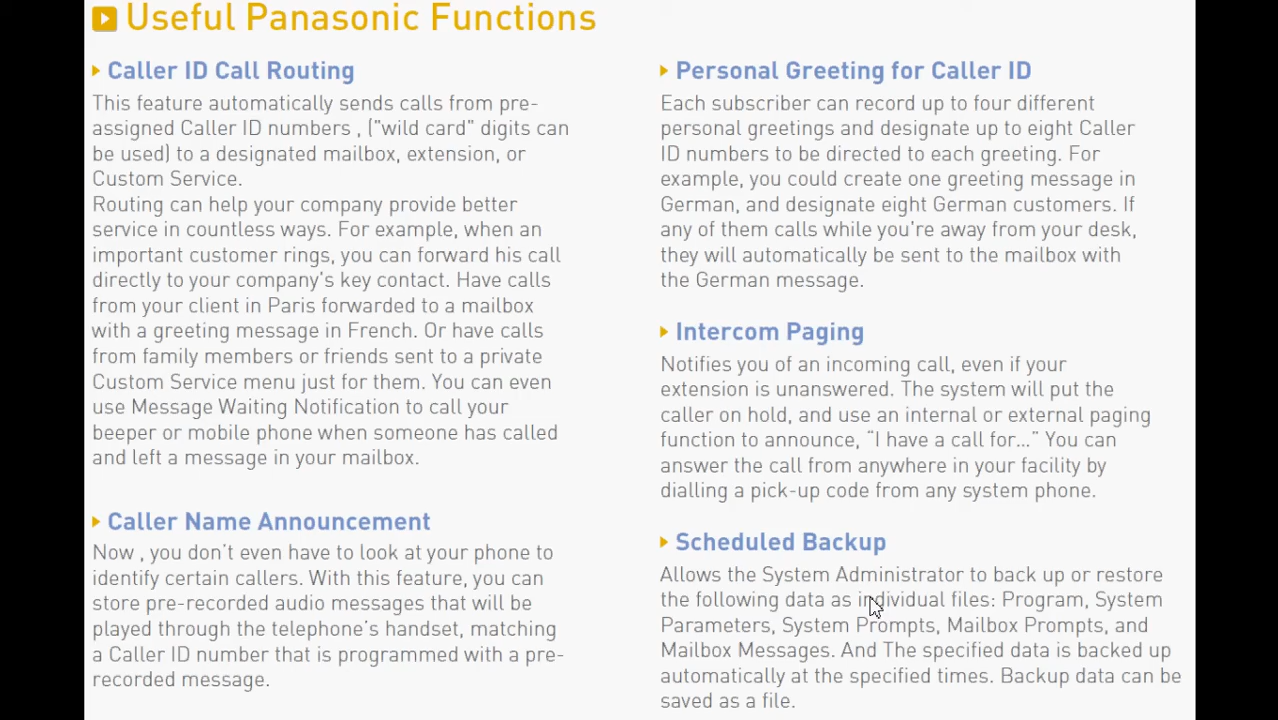 Useful Panasonic Functions
Caller ID Call Routing
This feature automatically sends calls from pre-
assigned Caller ID numbers , ("wild card" digits can
be used) to a designated mailbox, extension, or
Custom Service.
Routing can help your company provide better
service in countless ways. For example, when an
important customer rings, you can forward his call
directly to your company's key contact. Have calls
from your client in Paris forwarded to a mailbox
with a greeting message in French. Or have calls
from family members or friends sent to a private
Custom Service menu just for them. You can even
use Message Waiting Notification to call your
beeper or mobile phone when someone has called
and left a message in your mailbox.
Caller Name Announcement
Now , you don't even have to look at your phone to
identify certain callers. With this feature, you can
store pre-recorded audio messages that will be
played through the telephone's handset, matching
a Caller ID number that is programmed with a pre-
recorded message.
Personal Greeting for Caller ID
Each subscriber can record up to four different
personal greetings and designate up to eight Caller
ID numbers to be directed to each greeting. For
example, you could create one greeting message in
German, and designate eight German customers. If
any of them calls while you're away from your desk,
they will automatically be sent to the mailbox with
the German message.
Intercom Paging
Notifies you of an incoming call, even if your
extension is unanswered. The system will put the
caller on hold, and use an internal or external paging
function to announce, “I have a call for...” You can
answer the call from anywhere in your facility by
dialling a pick-up code from any system phone.
Scheduled Backup
Allows the System Administrator to back up or restore
the following data as individual files: Program, System
Parameters, System Prompts, Mailbox Prompts, and
Mailbox Messages. And The specified data is backed up
automatically at the specified times. Backup data can be
saved as a file.